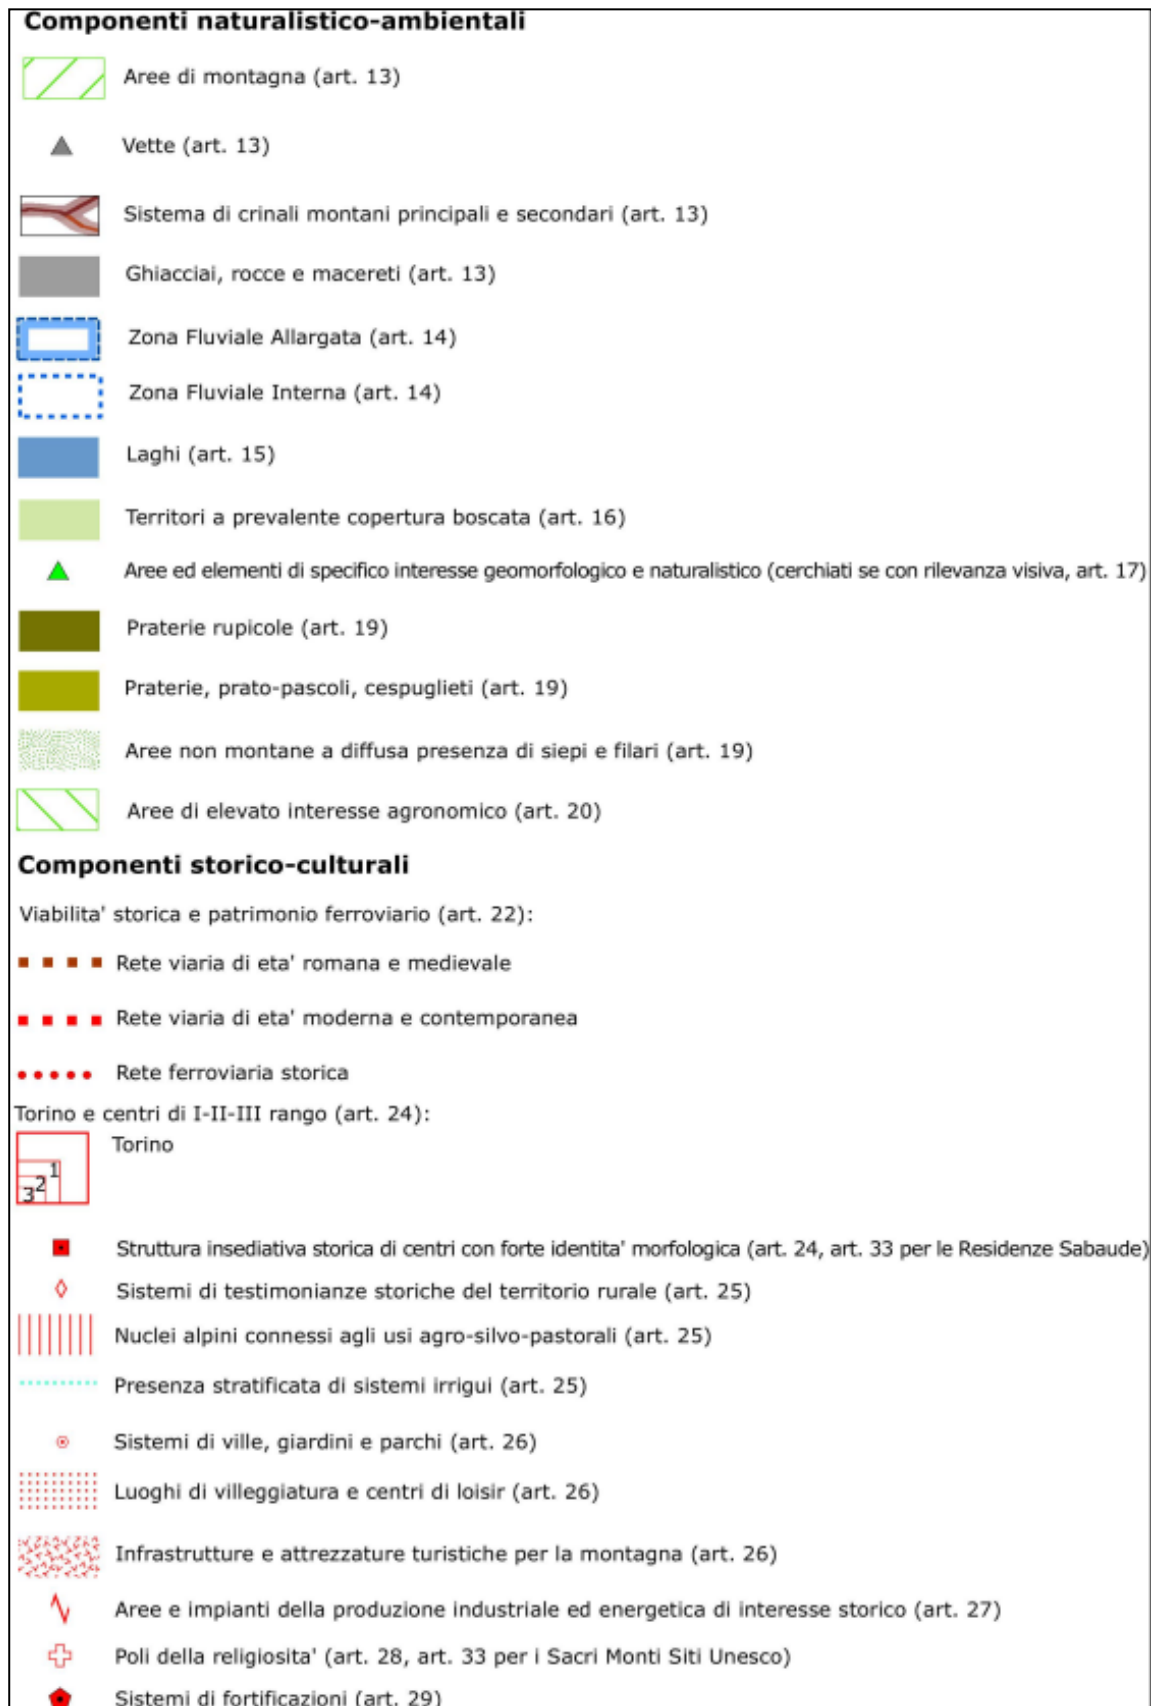 Componenti naturalistico-ambientali
Aree di montagna (art. 13)
Vette (art. 13)
Sistema di crinali montani principali e secondari (art. 13)
Ghiacciai, rocce e macereti (art. 13)
Zona Fluviale Allargata (art. 14)
Zona Fluviale Interna (art. 14)
Laghi (art. 15)
Territori a prevalente copertura boscata (art. 16)
Aree ed elementi di specifico interesse geomorfologico e naturalistico (cerchiati se con rilevanza visiva, art. 17)
Praterie rupicole (art. 19)
Praterie, prato-pascoli, cespuglieti (art. 19)
Aree non montane a diffusa presenza di siepi e filari (art. 19)
Aree di elevato interesse agronomico (art. 20)
Componenti storico-culturali
Viabilita' storica e patrimonio ferroviario (art. 22):
Rete viaria di eta' romana e medievale
Rete viaria di eta' moderna e contemporanea
Rete ferroviaria storica
Torino e centri di I-II-III rango (art. 24):
Torino
1
2
3
Struttura insediativa storica di centri con forte identita' morfologica (art. 24, art. 33 per le Residenze Sabaude)
Sistemi di testimonianze storiche del territorio rurale (art. 25)
Nuclei alpini connessi agli usi agro-silvo-pastorali (art. 25)
Presenza stratificata di sistemi irrigui (art. 25)
Sistemi di ville, giardini e parchi (art. 26)
Luoghi di villeggiatura e centri di loisir (art. 26)
Infrastrutture e attrezzature turistiche per la montagna (art. 26)
Aree e impianti della produzione industriale ed energetica di interesse storico (art. 27)
Poli della religiosita' (art. 28, art. 33 per i Sacri Monti Siti Unesco)
Sistemi di fortificazioni (art. 29)